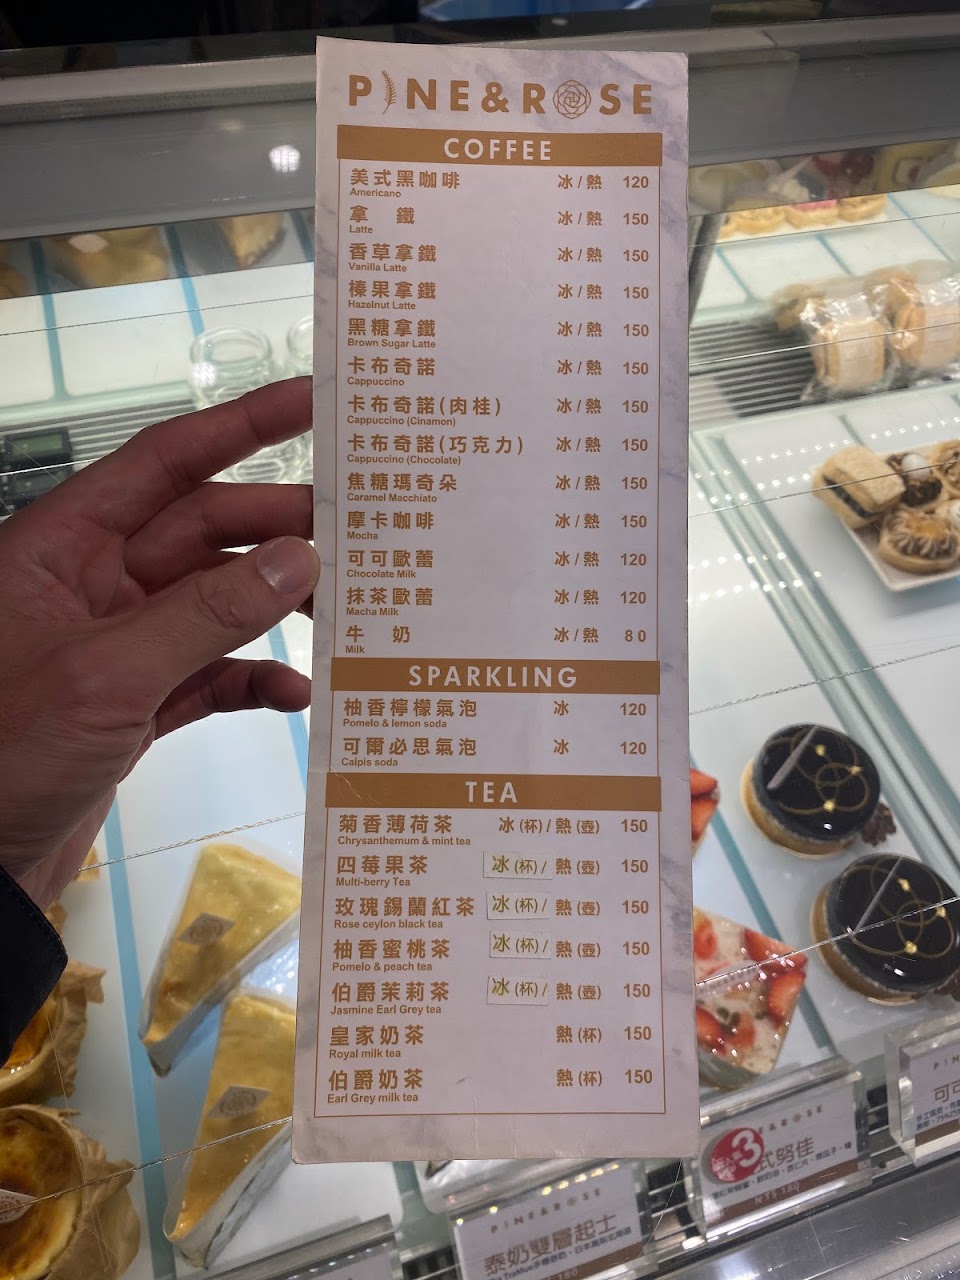 PINE&ROSE
COFFEE
美式黑咖啡 冰/熱 120
Americano
拿鐵 冰/熱 150
Latte
香草拿鐵 冰/熱 150
Vanilla Latte
榛果拿鐵 冰/熱 150
Hazelnut Latte
黑糖拿鐵 冰/熱 150
Brown Sugar Latte
卡布奇諾 冰/熱 150
Cappuccino
卡布奇諾(肉桂) 冰/熱 150
Cappuccino (Cinamon)
卡布奇諾(巧克力) 冰/熱 150
Cappuccino (Chocolate)
焦糖瑪奇朵 冰/熱 150
Caramel Macchiato
摩卡咖啡 冰/熱 150
Mocha
可可歐蕾 冰/熱 120
Chocolate Milk
抹茶歐蕾 冰/熱 120
Macha Milk
牛奶 冰/熱 80
Milk
SPARKLING
柚香檸檬氣泡 冰 120
Pomelo & lemon soda
可爾必思氣泡 冰 120
Calpis soda
TEA
菊香薄荷茶 冰(杯)/熱(壺) 150
Chrysanthemum & mint tea
四莓果茶 冰(杯)/熱(壺) 150
Multi-berry Tea
玫瑰錫蘭紅茶 冰(杯)/熱(壺) 150
Rose ceylon black tea
柚香蜜桃茶 冰(杯)/熱(壺) 150
Pomelo & peach tea
伯爵茉莉茶 冰(杯)/熱(壺) 150
Jasmine Earl Grey tea
皇家奶茶 熱(杯) 150
Royal milk tea
伯爵奶茶 熱(杯) 150
Earl Grey milk tea
3
式努佳
NT$ 180
PINE&ROSE
泰奶雙層起士